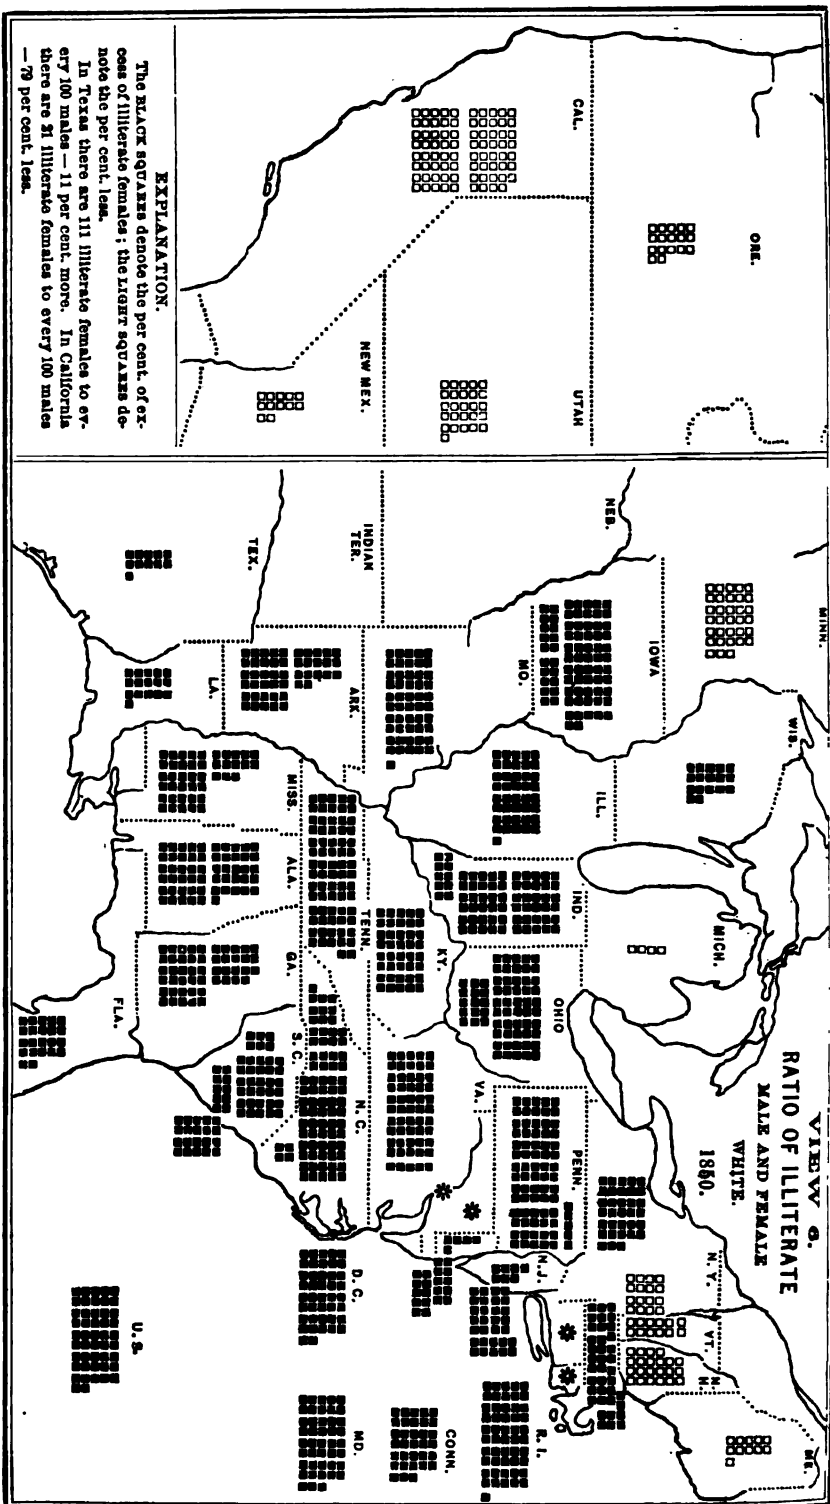 VIEW 6.
RATIO OF ILLITERATE
MALE AND FEMALE
WHITE.
1850.
ORE.
CAL.
UTAH
NEW MEX.
MINN.
NEB.
IOWA
WIS.
MICH.
INDIAN
TER.
MO.
ILL.
IND.
OHIO
PENN.
N. Y.
VT.
N.
H.
ME.
TEX.
ARK.
LA.
TENN.
KY.
VA.
N. J.
MISS.
ALA.
GA.
S. C.
N. C.
FLA.
D. C.
U. S.
MD.
CONN.
R. I.
EXPLANATION.
The BLACK SQUARES denote the per cent. of ex-
cess of illiterate females; the LIGHT SQUARES de-
note the per cent. less.
In Texas there are 111 illiterate females to ev-
ery 100 males — 11 per cent. more. In California
there are 21 illiterate females to every 100 males
— 79 per cent. less.